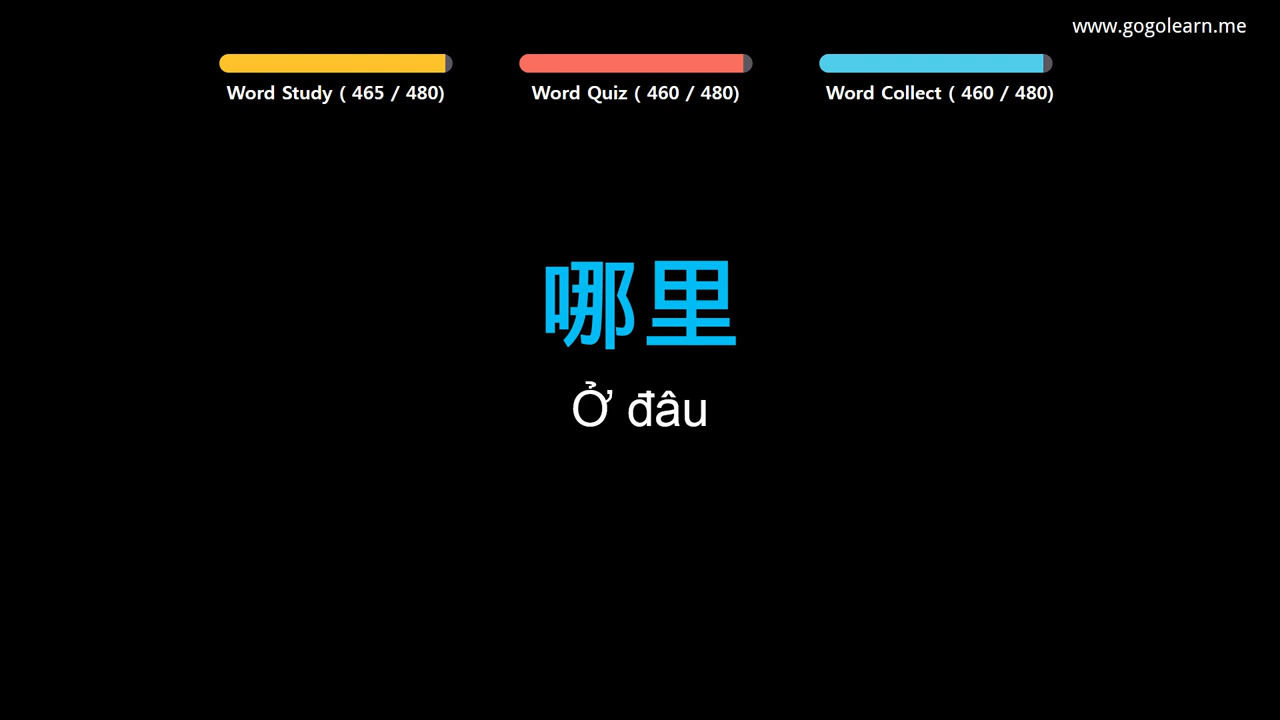 www.gogolearn.me
Word Study ( 465 / 480)
Word Quiz ( 460 / 480)
Word Collect ( 460 / 480)
哪里
Ở đâu